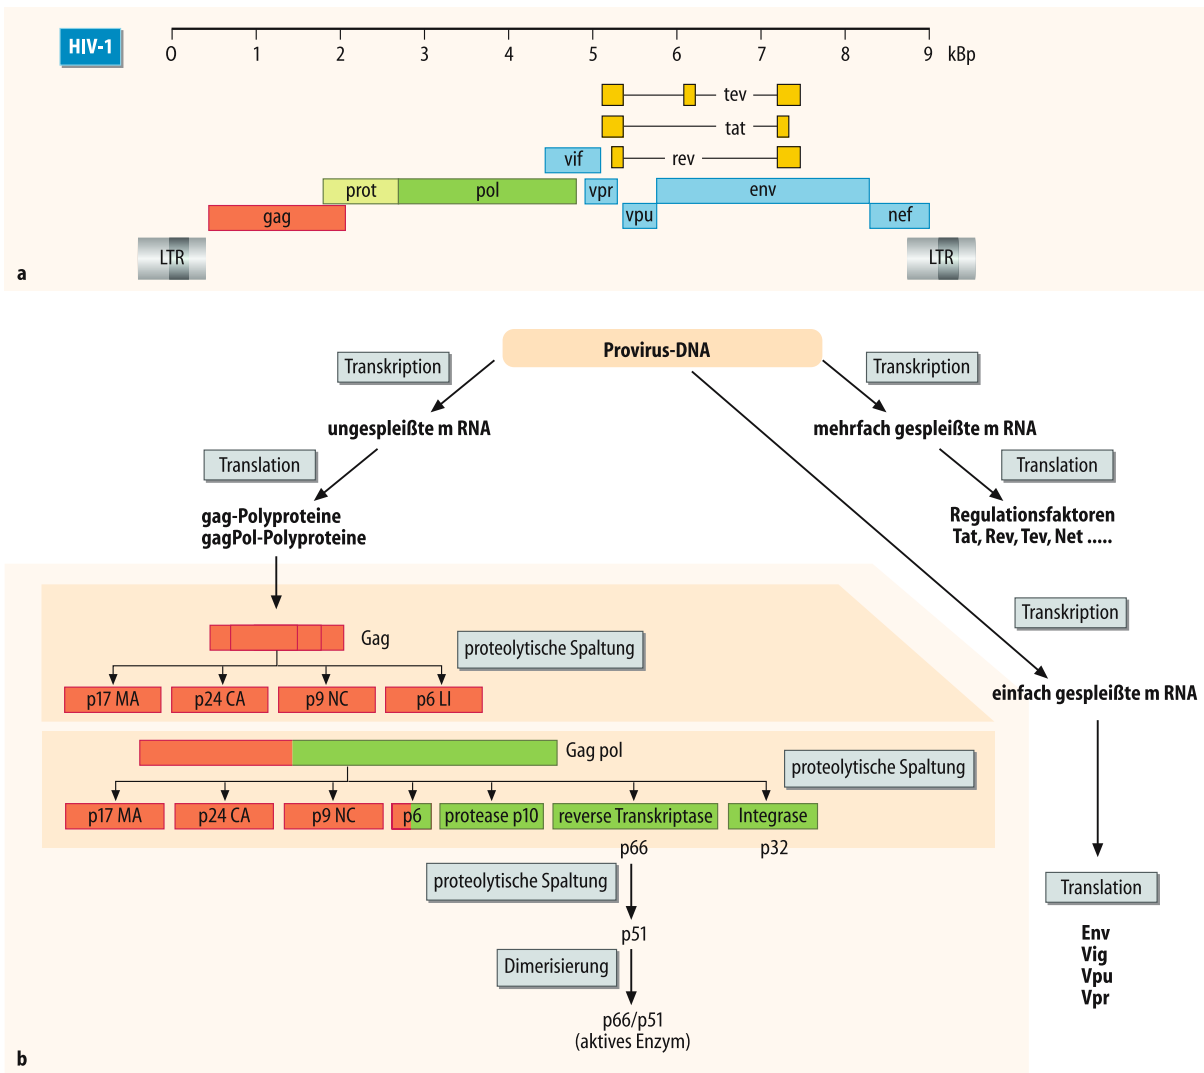 HIV-1
0 1 2 3 4 5 6 7 8 9 kBp
tev
tat
vif rev
prot pol vpr env
gag vpu nef
LTR LTR
a
Provirus-DNA
Transkription Transkription
ungespleißte m RNA mehrfach gespleißte m RNA
Translation Translation
gag-Polyproteine
gagPol-Polyproteine
Regulationsfaktoren
Tat, Rev, Tev, Net .....
Transkription
Gag proteolytische Spaltung
p17 MA p24 CA p9 NC p6 LI
einfach gespleißte m RNA
Gag pol proteolytische Spaltung
p17 MA p24 CA p9 NC p6 protease p10 reverse Transkriptase Integrase
p66 p32
proteolytische Spaltung
p51
Dimerisierung
p66/p51
(aktives Enzym)
Translation
Env
Vig
Vpu
Vpr
b